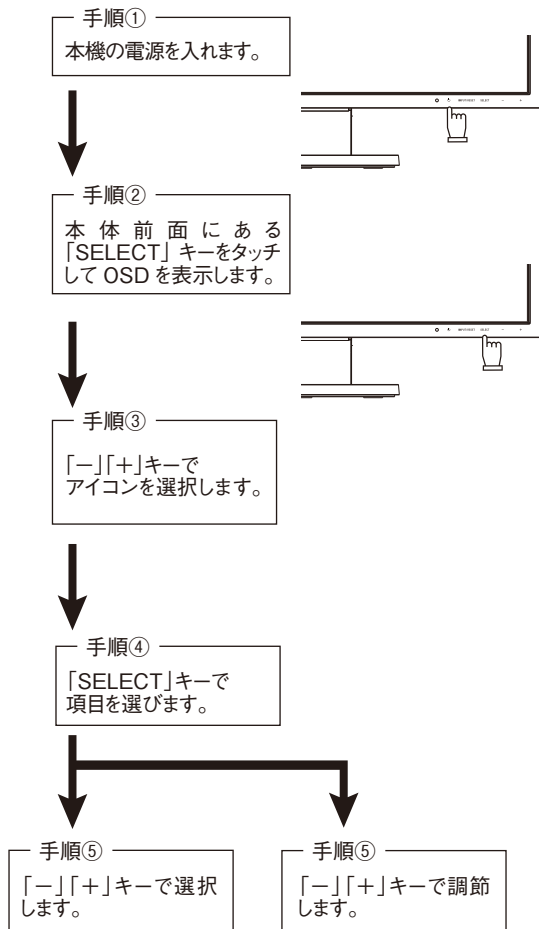 手順①
本機の電源を入れます。
手順②
本体前面にある
「SELECT」キーをタッチ
して OSD を表示します。
手順③
「－」「＋」キーで
アイコンを選択します。
手順④
「SELECT」キーで
項目を選びます。
手順⑤
「－」「＋」キーで選択
します。
手順⑤
「－」「＋」キーで調節
します。